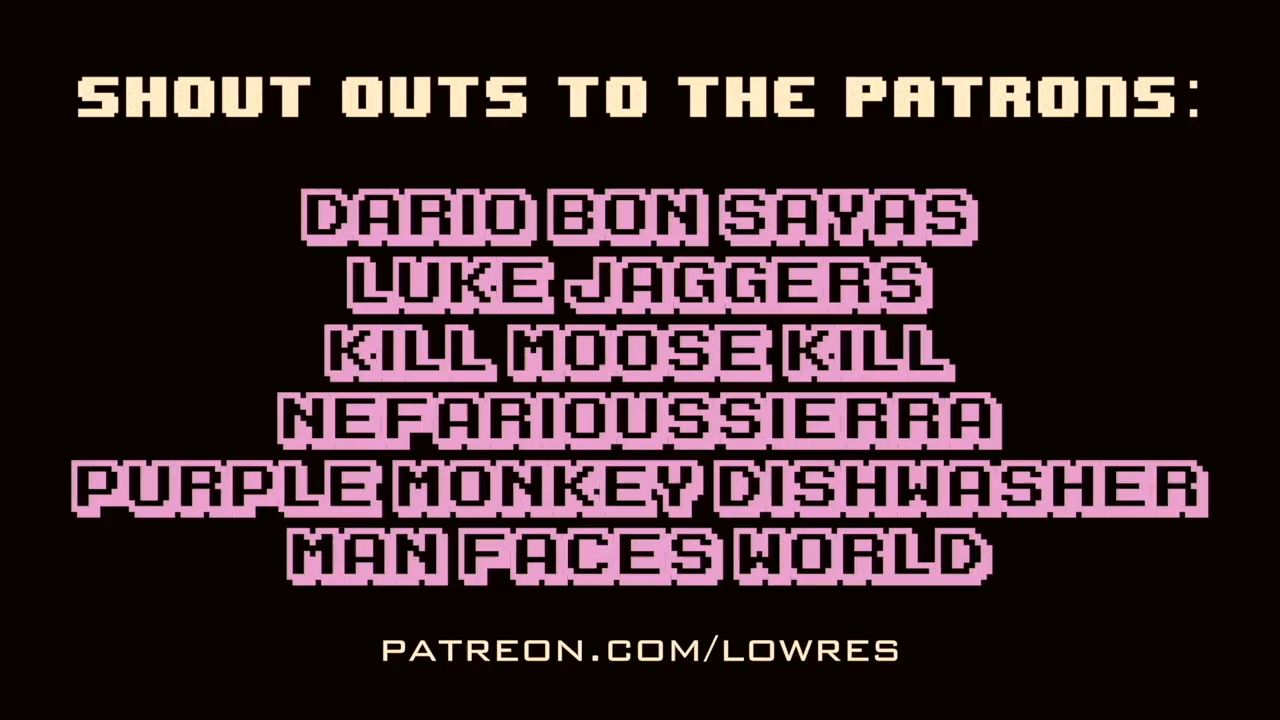 SHOUT OUTS TO THE PATRONS:
DARIO BON SAYAS
LUKE JAGGERS
KILL MOOSE KILL
NEFARIOUSSIERRA
PURPLE MONKEY DISHWASHER
MAN FACES WORLD
PATREON.COM/LOWRES